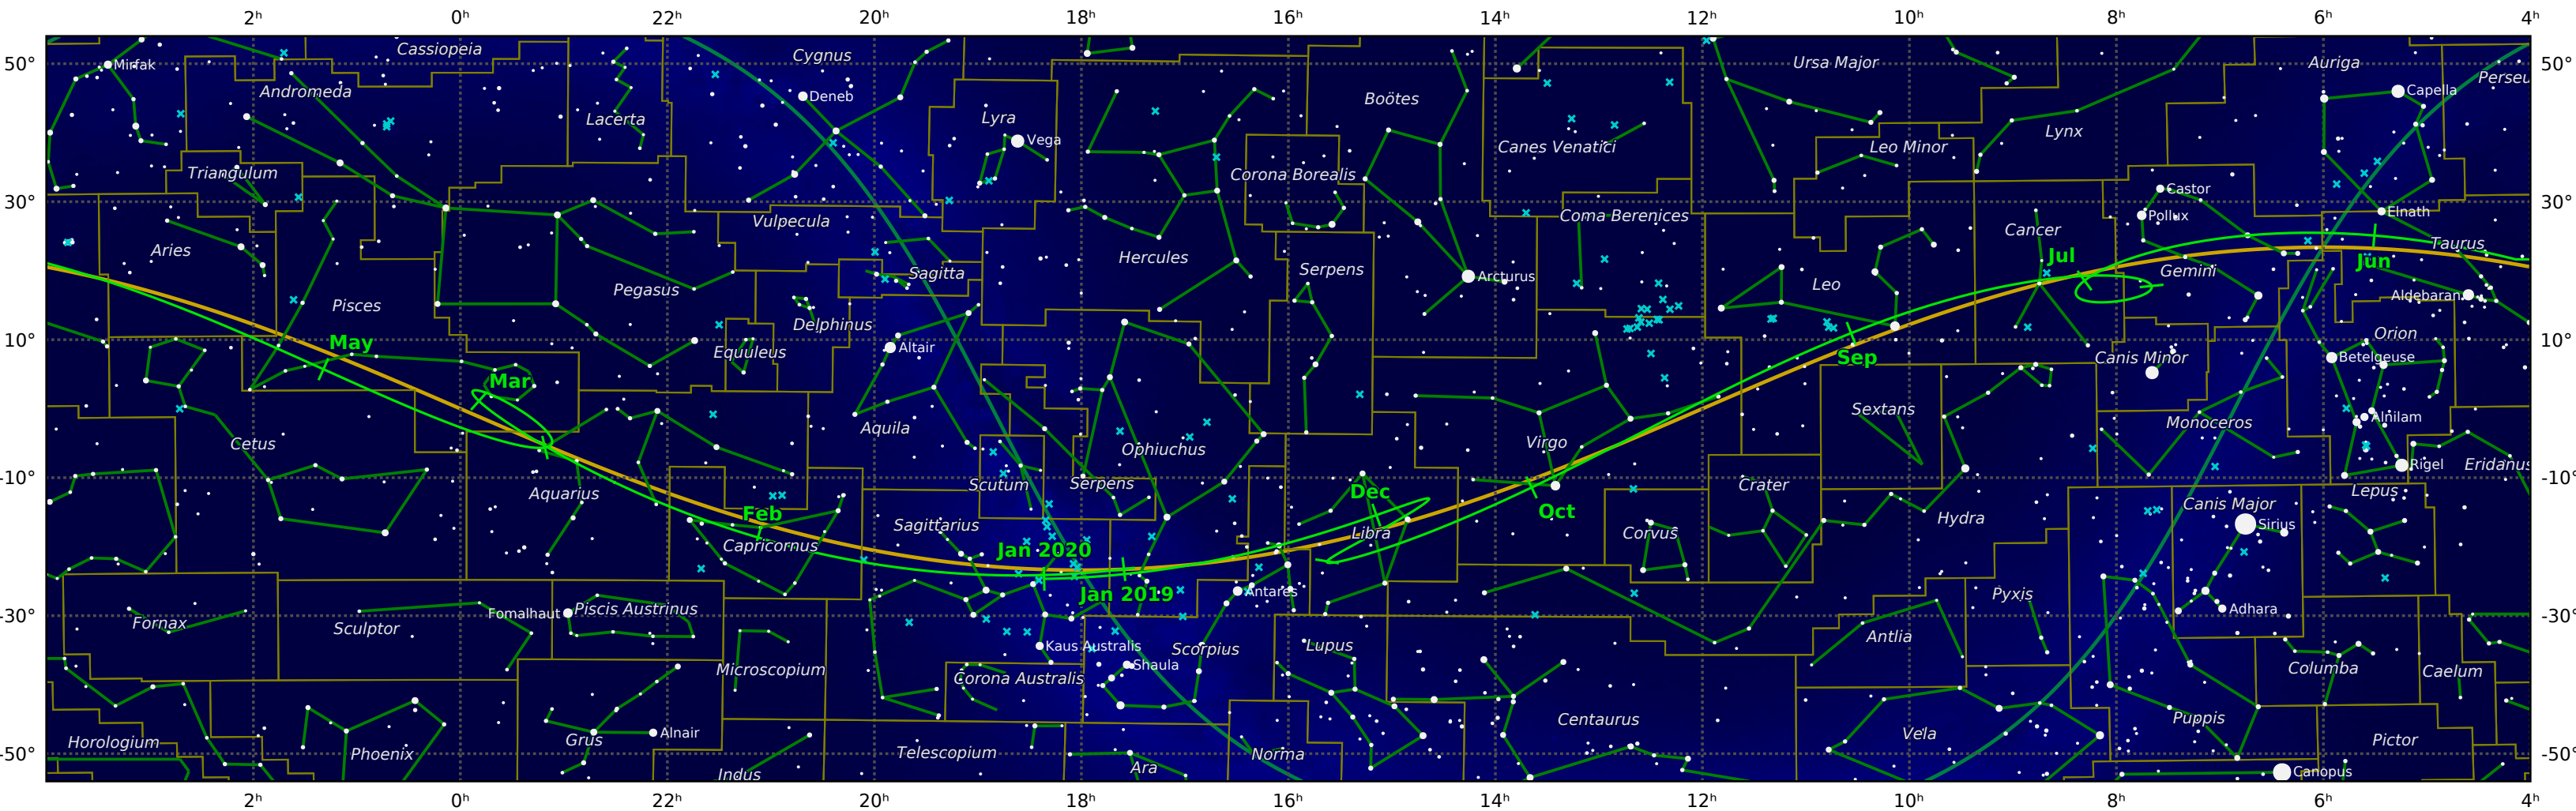 2h 0h 22h 20h 18h 16h 14h 12h 10h 8h 6h 4h
Cassiopeia Cygnus
50° Mirfak Ursa Major Auriga 50°
Andromeda Deneb Boötes Capella Perseu
Lacerta Lyra Lynx
Vega Canes Venatici Leo Minor
Triangulum Corona Borealis Castor
30° Vulpecula Coma Berenices Pollux Elnath 30°
Aries Hercules Cancer Taurus
Sagitta Serpens Arcturus Jul Gemini Jun
Pegasus Leo Aldebaran
Pisces Delphinus Orion
10° May Equuleus Altair Sep Canis Minor Betelgeuse 10°
Mar Sextans
Aquila Monoceros Alnilam
Cetus Ophiuchus Virgo
-10° Aquarius Scutum Serpens Dec Crater Rigel Eridanus -10°
Feb Sagittarius Oct Hydra Canis Major Lepus
Capricornus Jan 2020 Libra Corvus Sirius
Jan 2019 Antares Pyxis
-30° Fornax Sculptor Fomalhaut Piscis Austrinus Antlia Adhara -30°
Microscopium Kaus Australis Shaula Scorpius Lupus Columba Caelum
Corona Australis
Horologium Phoenix Grus Alnair Telescopium Norma Centaurus Vela Puppis Pictor
-50° Indus Ara Canopus -50°
2h 0h 22h 20h 18h 16h 14h 12h 10h 8h 6h 4h